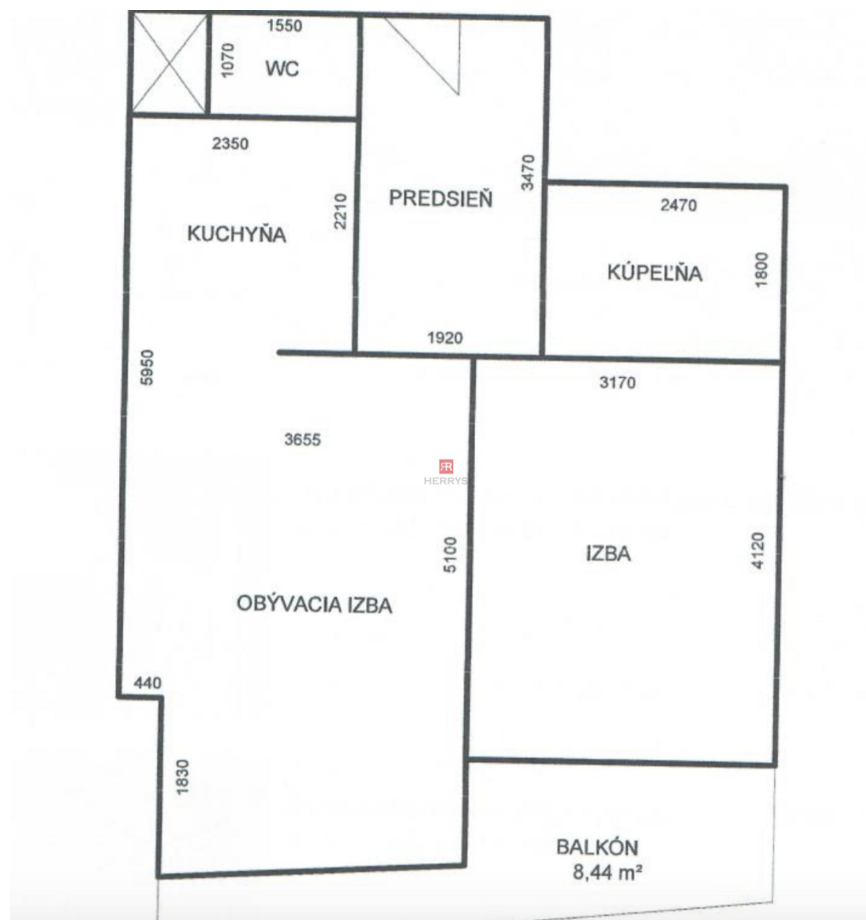 1550
1070
WC
2350
2210
PREDSIEŇ
3470
2470
KUCHYŇA
KÚPEĽŇA
1800
1920
5950
3170
3655
RR
HERRYS
5100
IZBA
4120
OBÝVACIA IZBA
440
1830
BALKÓN
8,44 m²